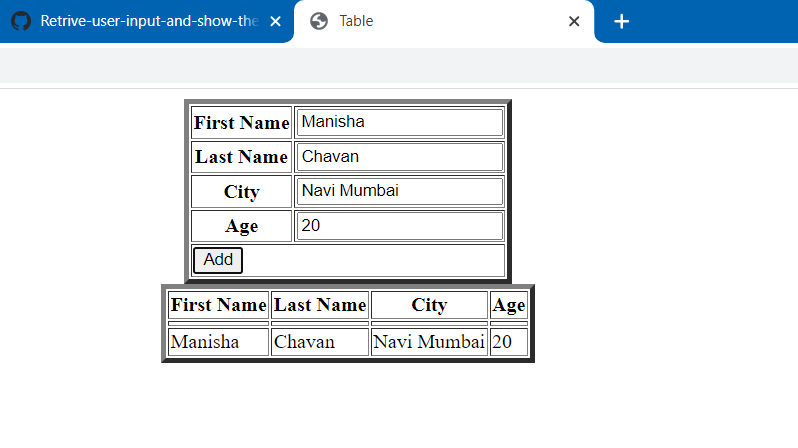 Retrive-user-input-and-show-the
Table
First Name Manisha
Last Name Chavan
City Navi Mumbai
Age 20
Add
First Name Last Name City Age
Manisha Chavan Navi Mumbai 20